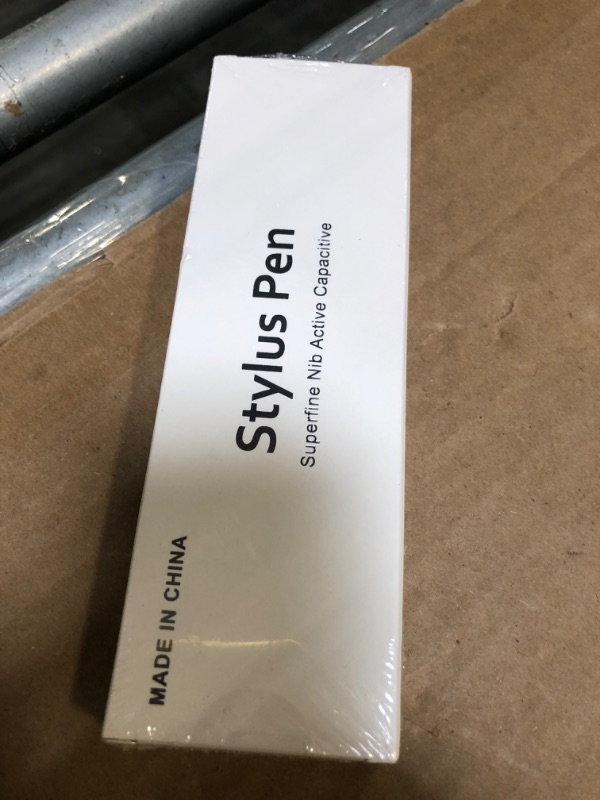 Stylus Pen
Superfine Nib Active Capacitive
MADE IN CHINA